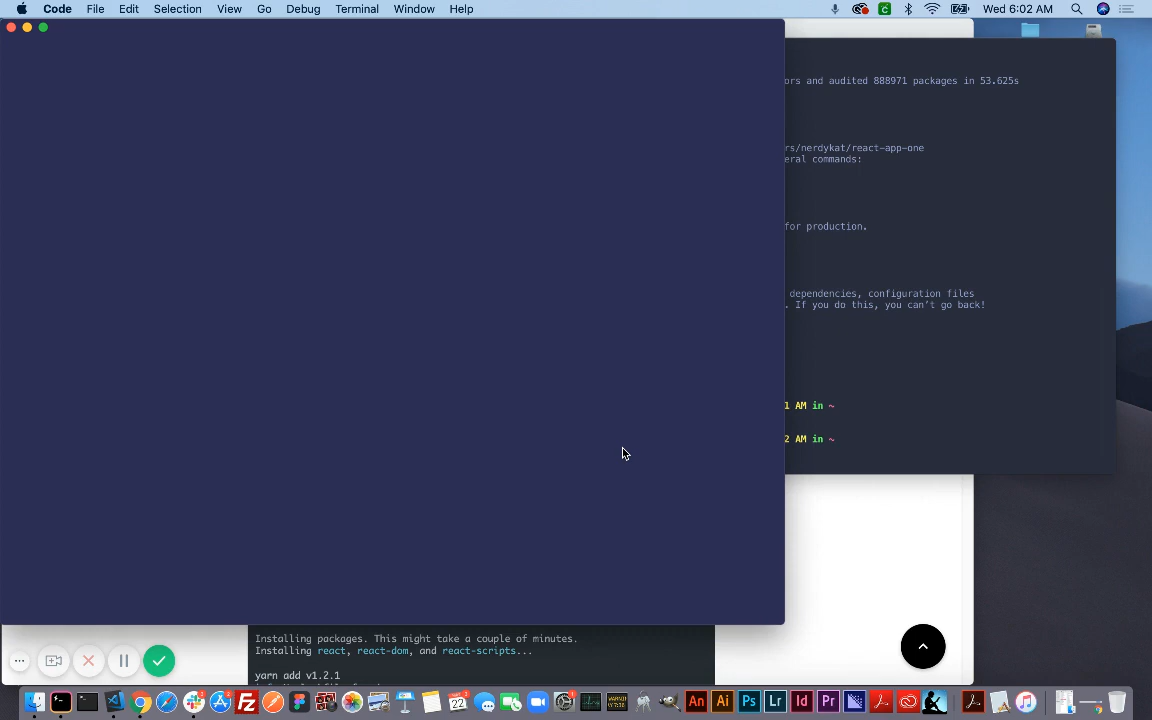 Code File Edit Selection View Go Debug Terminal Window Help Wed 6:02 AM
ors and audited 888971 packages in 53.625s
rs/nerdykat/react-app-one
eral commands:
for production.
dependencies, configuration files
. If you do this, you can't go back!
1 AM in ~
2 AM in ~
Installing packages. This might take a couple of minutes.
Installing react, react-dom, and react-scripts...
yarn add v1.2.1